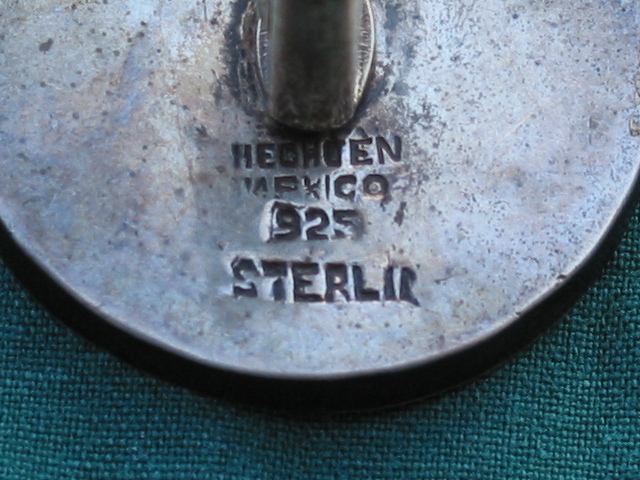 HECHO EN
MEXICO
925
STERLIN